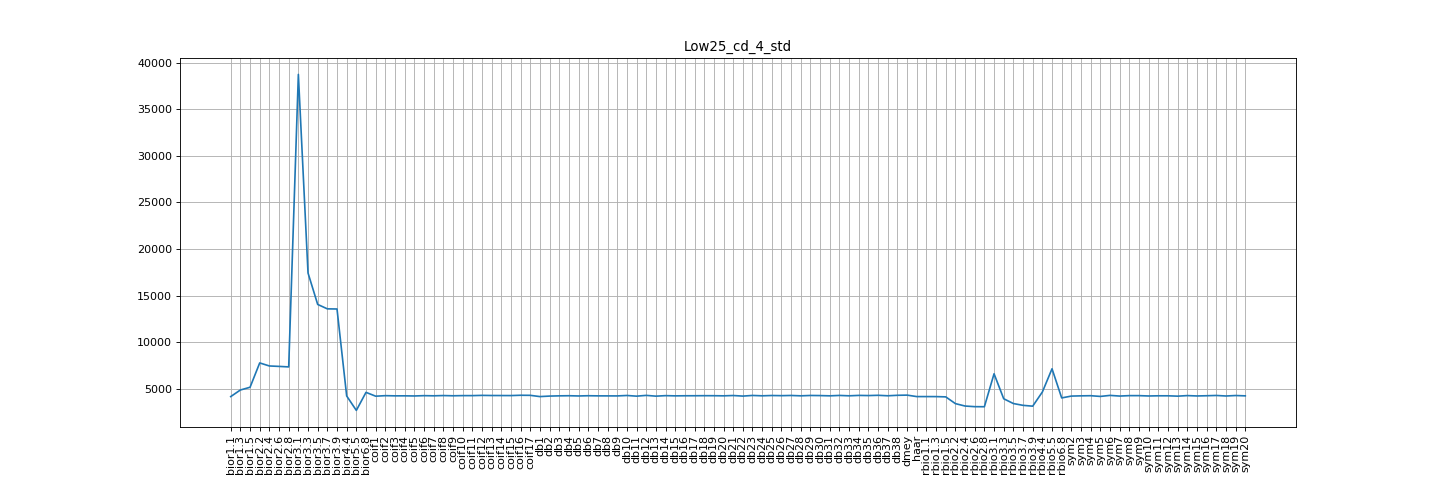 Low25_cd_4_std
40000
35000
30000
25000
20000
15000
10000
5000
bior1.1
bior1.3
bior1.5
bior2.2
bior2.4
bior2.6
bior2.8
bior3.1
bior3.3
bior3.5
bior3.7
bior3.9
bior4.4
bior5.5
bior6.8
coif1
coif2
coif3
coif4
coif5
coif6
coif7
coif8
coif9
coif10
coif11
coif12
coif13
coif14
coif15
coif16
coif17
db1
db2
db3
db4
db5
db6
db7
db8
db9
db10
db11
db12
db13
db14
db15
db16
db17
db18
db19
db20
db21
db22
db23
db24
db25
db26
db27
db28
db29
db30
db31
db32
db33
db34
db35
db36
db37
db38
dmey
haar
rbio1.1
rbio1.3
rbio1.5
rbio2.2
rbio2.4
rbio2.6
rbio2.8
rbio3.1
rbio3.3
rbio3.5
rbio3.7
rbio3.9
rbio4.4
rbio5.5
rbio6.8
sym2
sym3
sym4
sym5
sym6
sym7
sym8
sym9
sym10
sym11
sym12
sym13
sym14
sym15
sym16
sym17
sym18
sym19
sym20